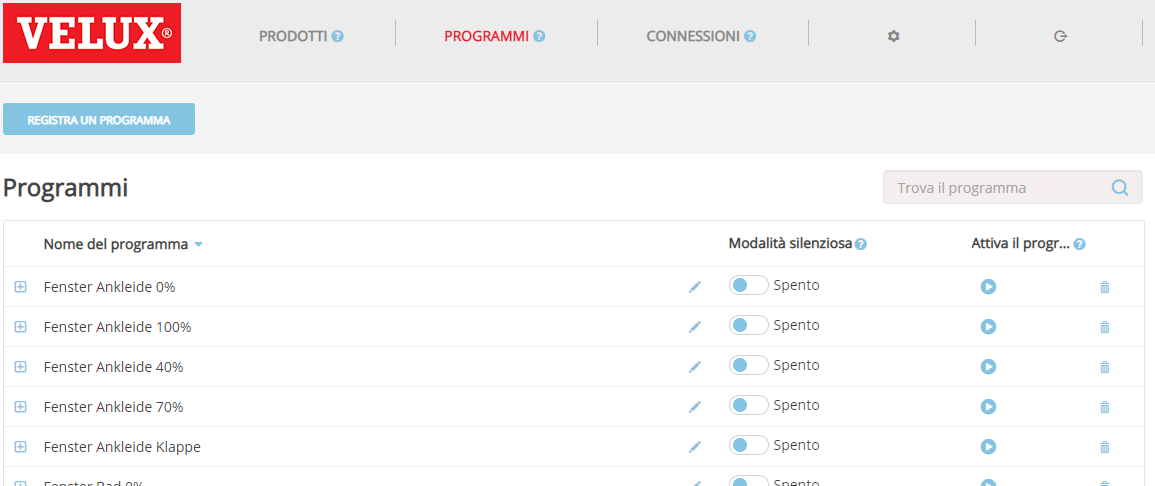 VELUX®
PRODOTTI ? PROGRAMMI ? CONNESSIONI ?
REGISTRA UN PROGRAMMA
Programmi
Trova il programma
Nome del programma Modalità silenziosa ? Attiva il progr... ?
Fenster Ankleide 0% Spento
Fenster Ankleide 100% Spento
Fenster Ankleide 40% Spento
Fenster Ankleide 70% Spento
Fenster Ankleide Klappe Spento
Fenster Bad 0% Spento